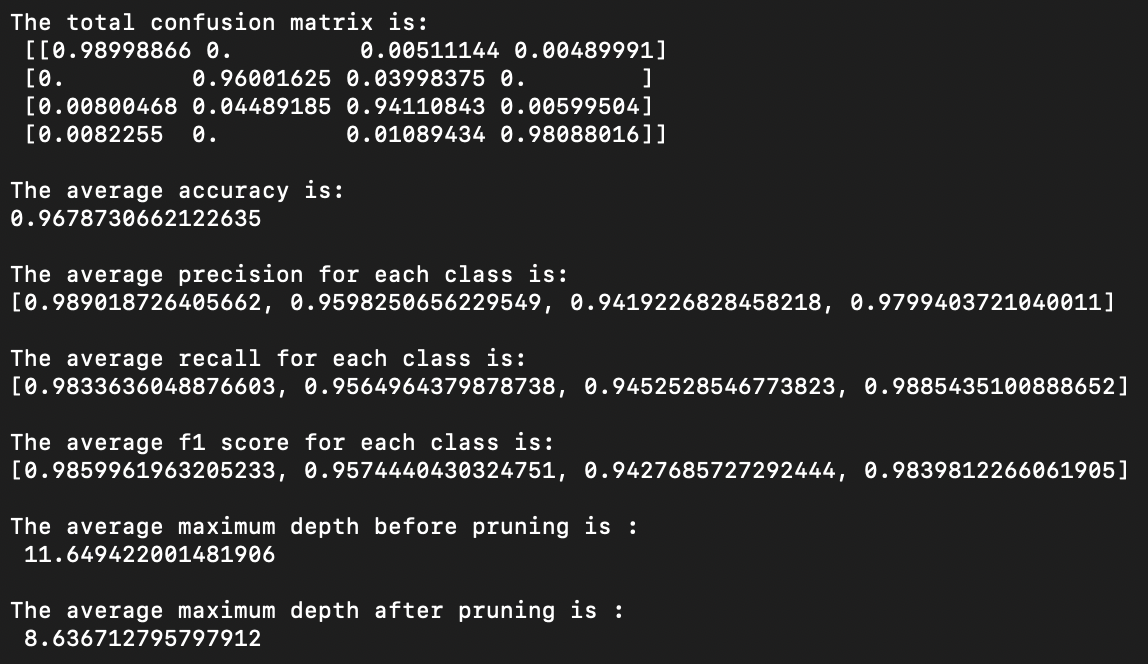 The total confusion matrix is:
[[0.98998866 0. 0.00511144 0.00489991]
[0. 0.96001625 0.03998375 0. ]
[0.00800468 0.04489185 0.94110843 0.00599504]
[0.0082255 0. 0.01089434 0.98088016]]
The average accuracy is:
0.9678730662122635
The average precision for each class is:
[0.989018726405662, 0.9598250656229549, 0.9419226828458218, 0.9799403721040011]
The average recall for each class is:
[0.9833636048876603, 0.9564964379878738, 0.9452528546773823, 0.9885435100888652]
The average f1 score for each class is:
[0.9859961963205233, 0.9574440430324751, 0.9427685727292444, 0.9839812266061905]
The average maximum depth before pruning is :
11.649422001481906
The average maximum depth after pruning is :
8.636712795797912